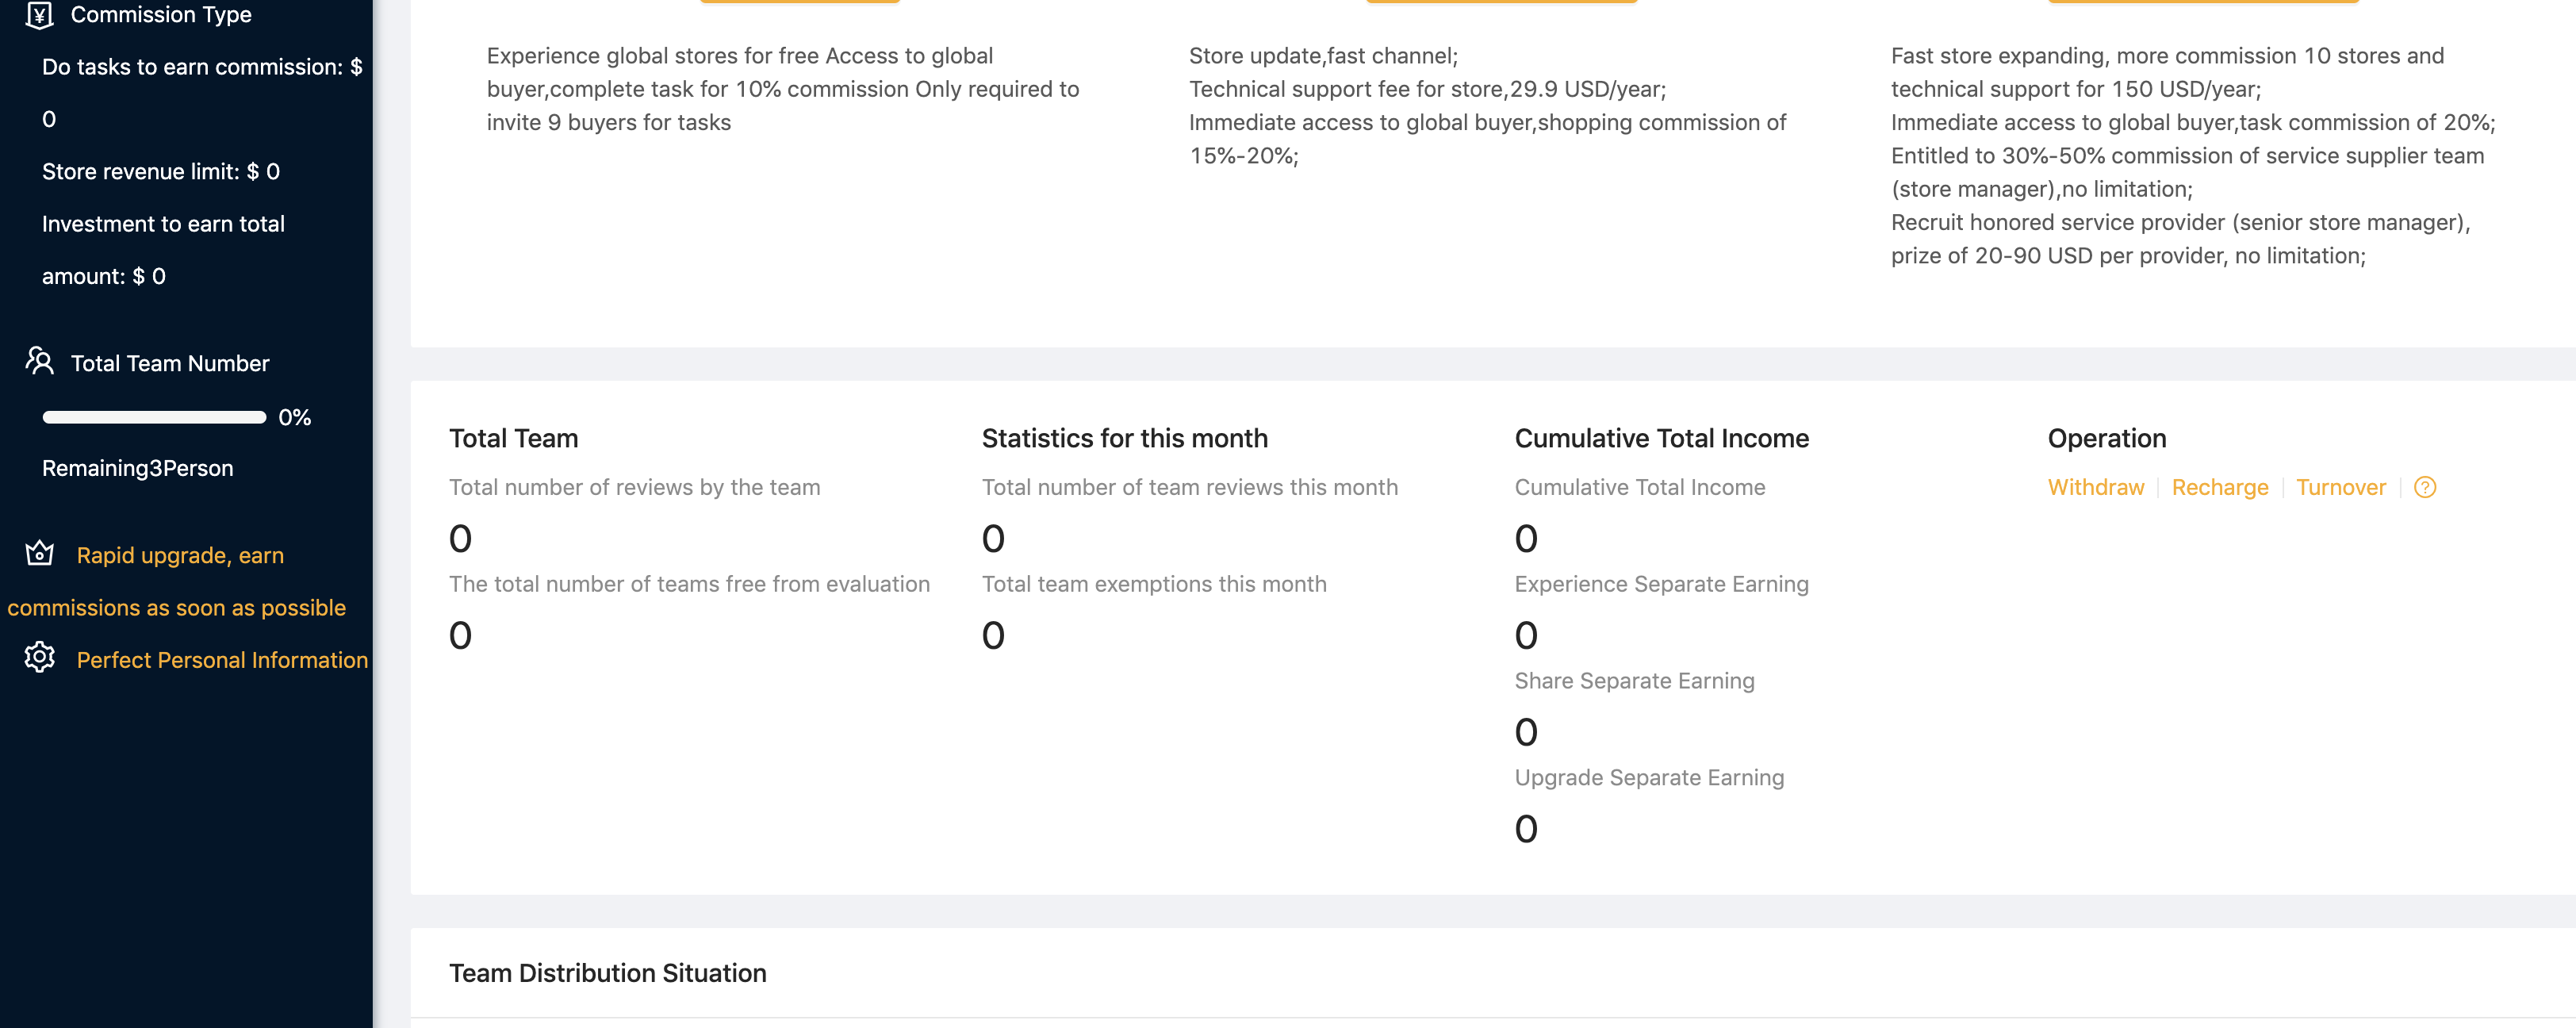 Commission Type
Do tasks to earn commission: $
0
Store revenue limit: $ 0
Investment to earn total
amount: $ 0
Total Team Number
0%
Remaining3Person
Rapid upgrade, earn
commissions as soon as possible
Perfect Personal Information
Experience global stores for free Access to global
buyer,complete task for 10% commission Only required to
invite 9 buyers for tasks
Store update,fast channel;
Technical support fee for store,29.9 USD/year;
Immediate access to global buyer,shopping commission of
15%-20%;
Fast store expanding, more commission 10 stores and
technical support for 150 USD/year;
Immediate access to global buyer,task commission of 20%;
Entitled to 30%-50% commission of service supplier team
(store manager),no limitation;
Recruit honored service provider (senior store manager),
prize of 20-90 USD per provider, no limitation;
Total Team
Total number of reviews by the team
0
The total number of teams free from evaluation
0
Statistics for this month
Total number of team reviews this month
0
Total team exemptions this month
0
Cumulative Total Income
Cumulative Total Income
0
Experience Separate Earning
0
Share Separate Earning
0
Upgrade Separate Earning
0
Operation
Withdraw | Recharge | Turnover | ?
Team Distribution Situation